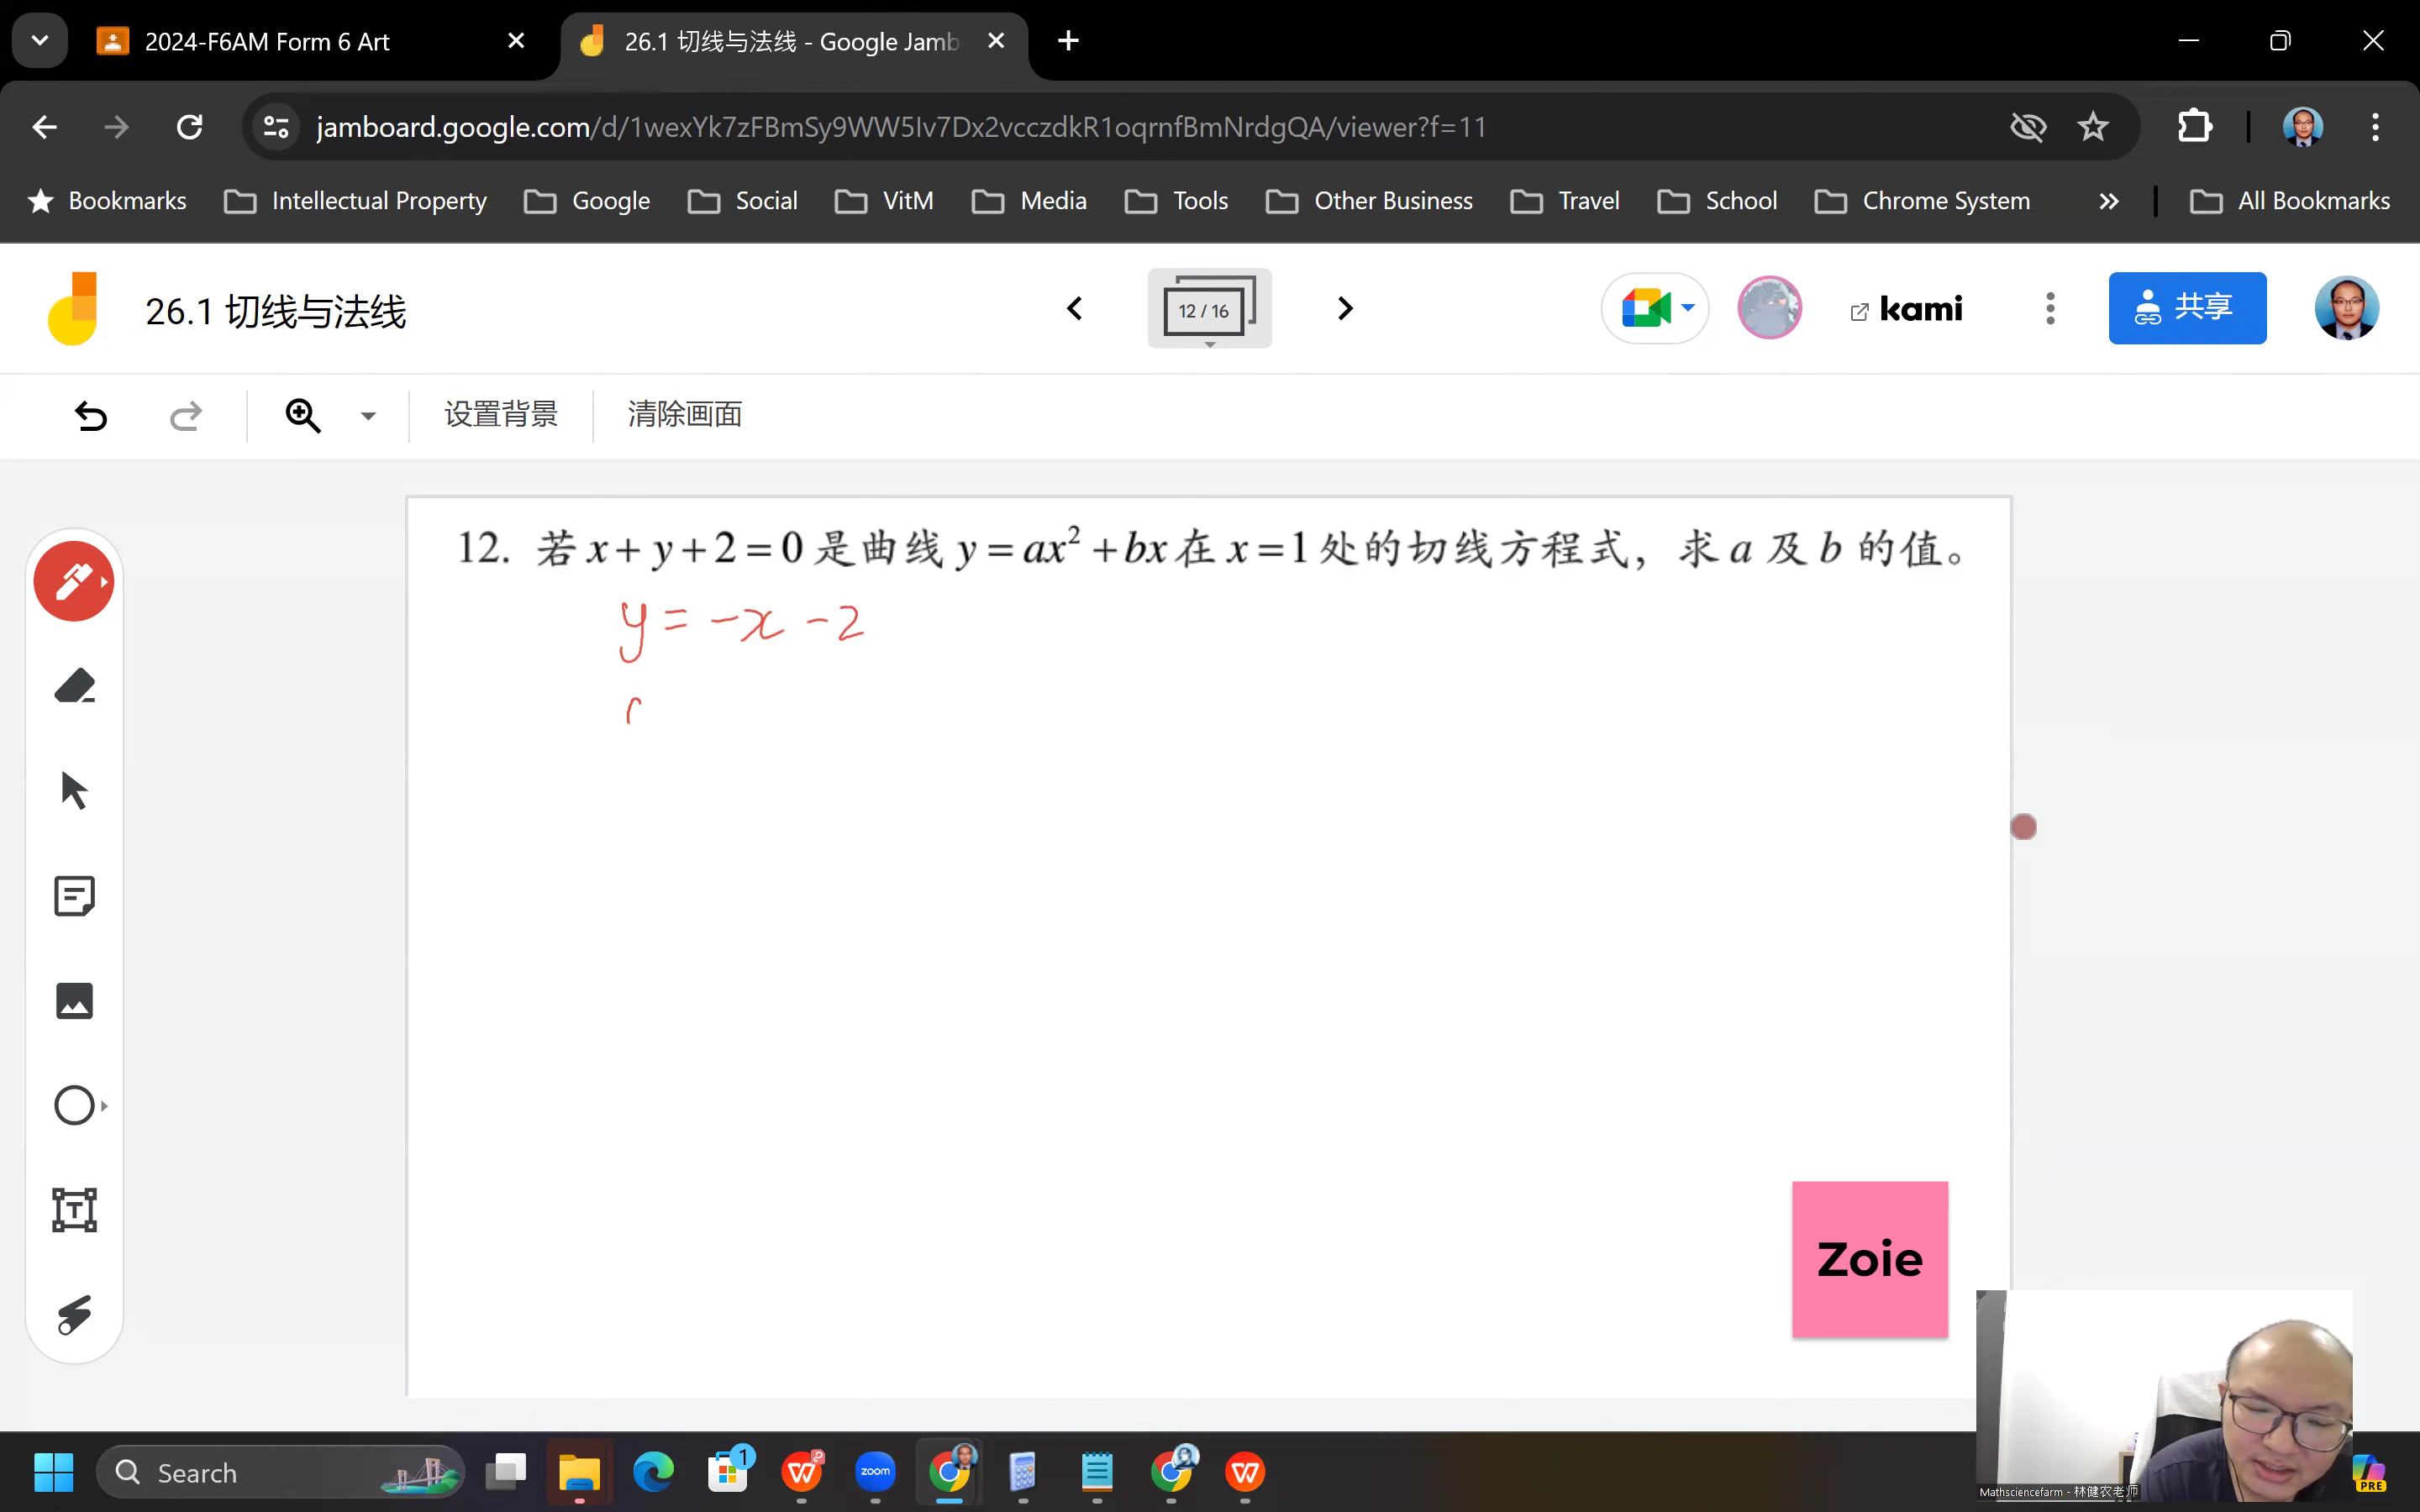 2024-F6AM Form 6 Art
26.1 切线与法线 - Google Jamb
jamboard.google.com/d/1wexYk7zFBmSy9WW5Iv7Dx2vcczdkR1oqrnfBmNrdgQA/viewer?f=11
Bookmarks Intellectual Property Google Social VitM Media Tools Other Business Travel School Chrome System » All Bookmarks
26.1 切线与法线
12 / 16
kami
共享
设置背景 清除画面
12. 若 x + y + 2 = 0 是曲线 y = ax² + bx 在 x = 1 处的切线方程式，求 a 及 b 的值。
y = -x - 2
Zoie
Mathsciencefarm - 林健农老师
Search
1
zoom
PRE